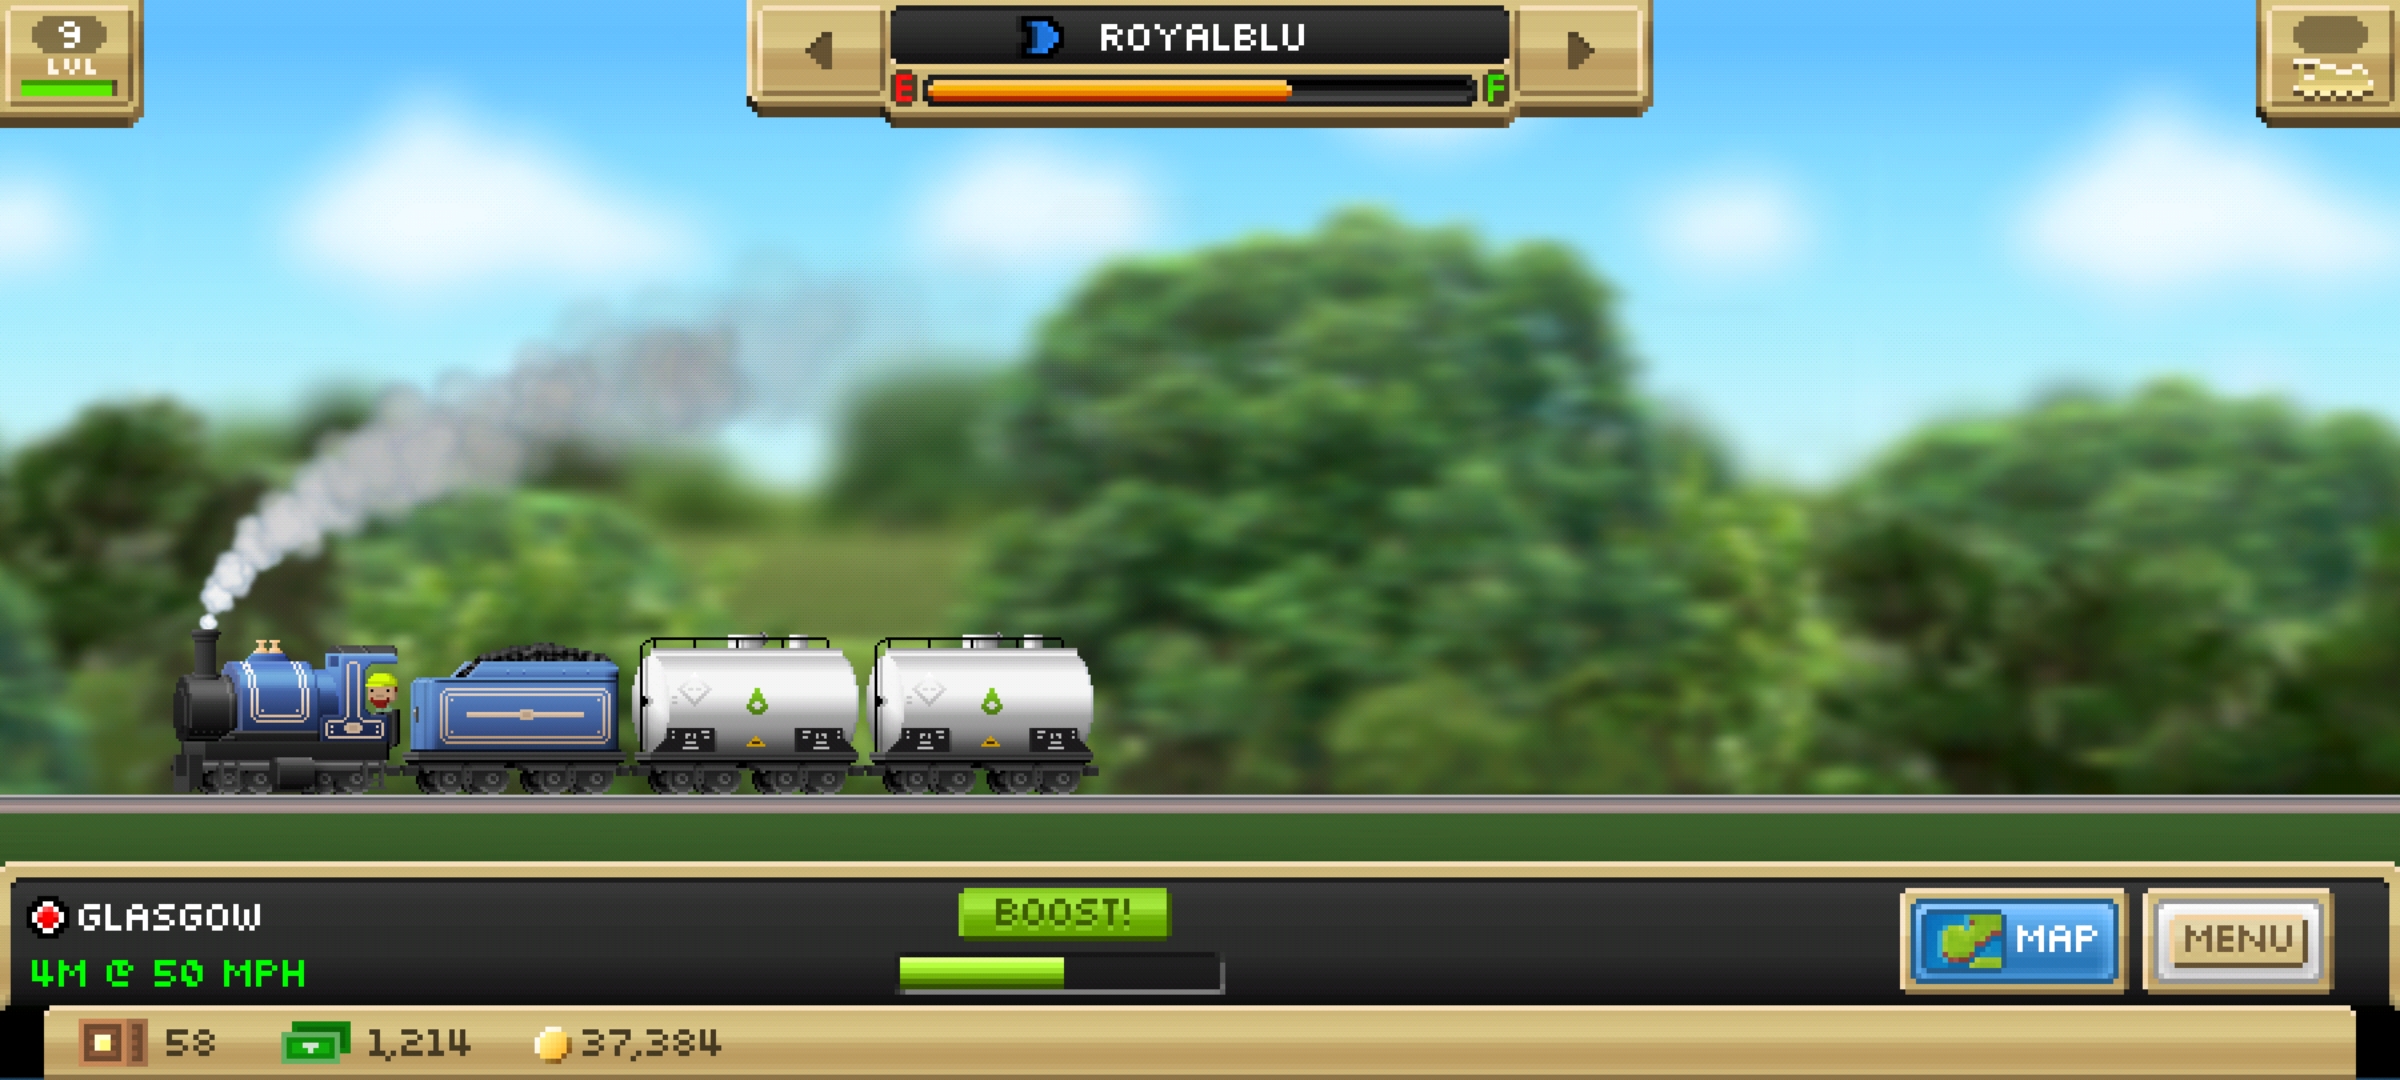 9
LVL
ROYALBLU
E
F
GLASGOW
4M @ 50 MPH
BOOST!
MAP
MENU
58
1,214
37,384